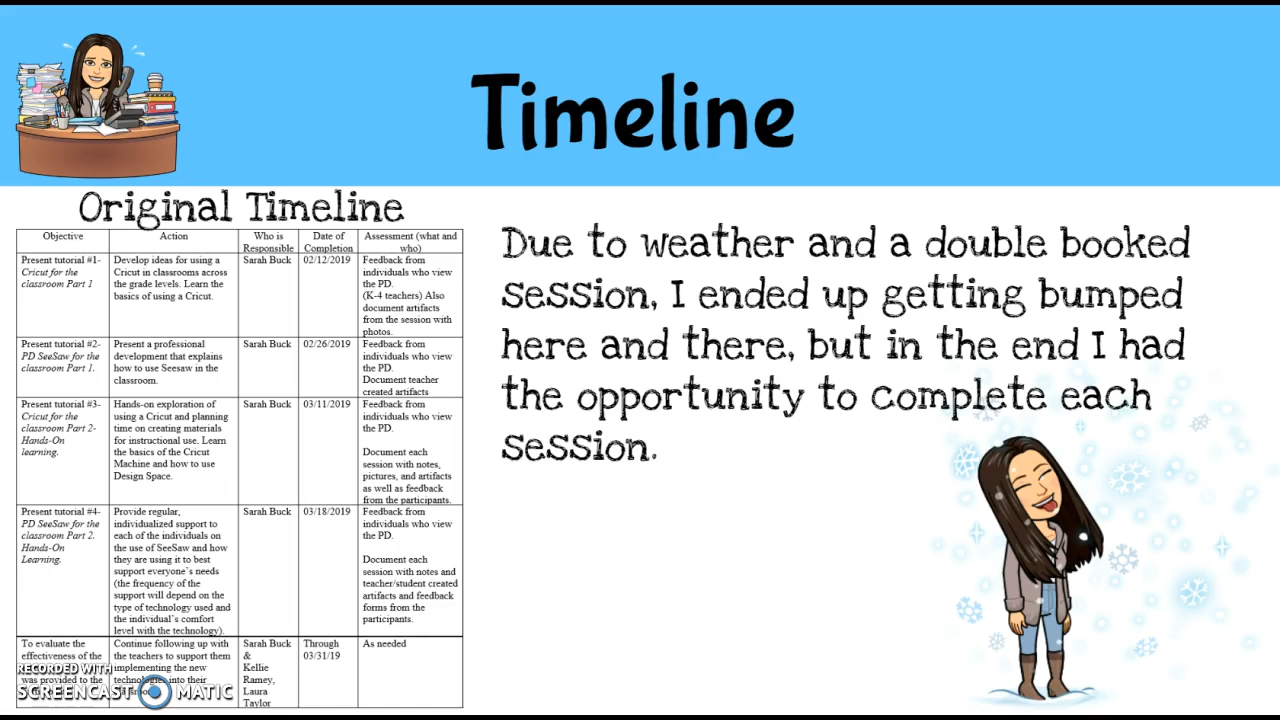 Timeline
Original Timeline
Objective
Action
Who is
Responsible
Date of
Completion
Assessment (what and
who)
Present tutorial #1-
Cricut for the
classroom Part 1
Develop ideas for using a
Cricut in classrooms across
the grade levels. Learn the
basics of using a Cricut.
Sarah Buck
02/12/2019
Feedback from
individuals who view
the PD.
(K-4 teachers) Also
document artifacts
from the session with
photos.
Present tutorial #2-
PD SeeSaw for the
classroom Part 1.
Present a professional
development that explains
how to use Seesaw in the
classroom.
Sarah Buck
02/26/2019
Feedback from
individuals who view
the PD.
Document teacher
created artifacts
Present tutorial #3-
Cricut for the
classroom Part 2-
Hands-On
learning.
Hands-on exploration of
using a Cricut and planning
time on creating materials
for instructional use. Learn
the basics of the Cricut
Machine and how to use
Design Space.
Sarah Buck
03/11/2019
Feedback from
individuals who view
the PD.
Document each
session with notes,
pictures, and artifacts
as well as feedback
from the participants.
Present tutorial #4-
PD SeeSaw for the
classroom Part 2.
Hands-On
Learning.
Provide regular,
individualized support to
each of the individuals on
the use of SeeSaw and how
they are using it to best
support everyone's needs
(the frequency of the
support will depend on the
type of technology used and
the individual's comfort
level with the technology).
Sarah Buck
03/18/2019
Feedback from
individuals who view
the PD.
Document each
session with notes and
teacher/student created
artifacts and feedback
forms from the
participants.
To evaluate the
effectiveness of the
was provided to the
Continue following up with
the teachers to support them
implementing the new
into their
Sarah Buck
&
Kellie
Ramey,
Laura
Taylor
Through
03/31/19
As needed
Due to weather and a double booked
session, I ended up getting bumped
here and there, but in the end I had
the opportunity to complete each
session.
RECORDED WITH
SCREENCAST MATIC